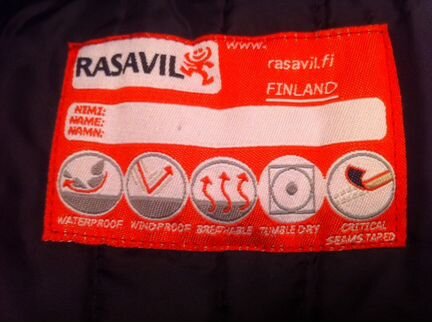 www.
RASAVIL
rasavil.fi
FINLAND
NIMI:
NAME:
NAMN:
WATERPROOF WINDPROOF BREATHABLE TUMBLE DRY CRITICAL
SEAMS TAPED